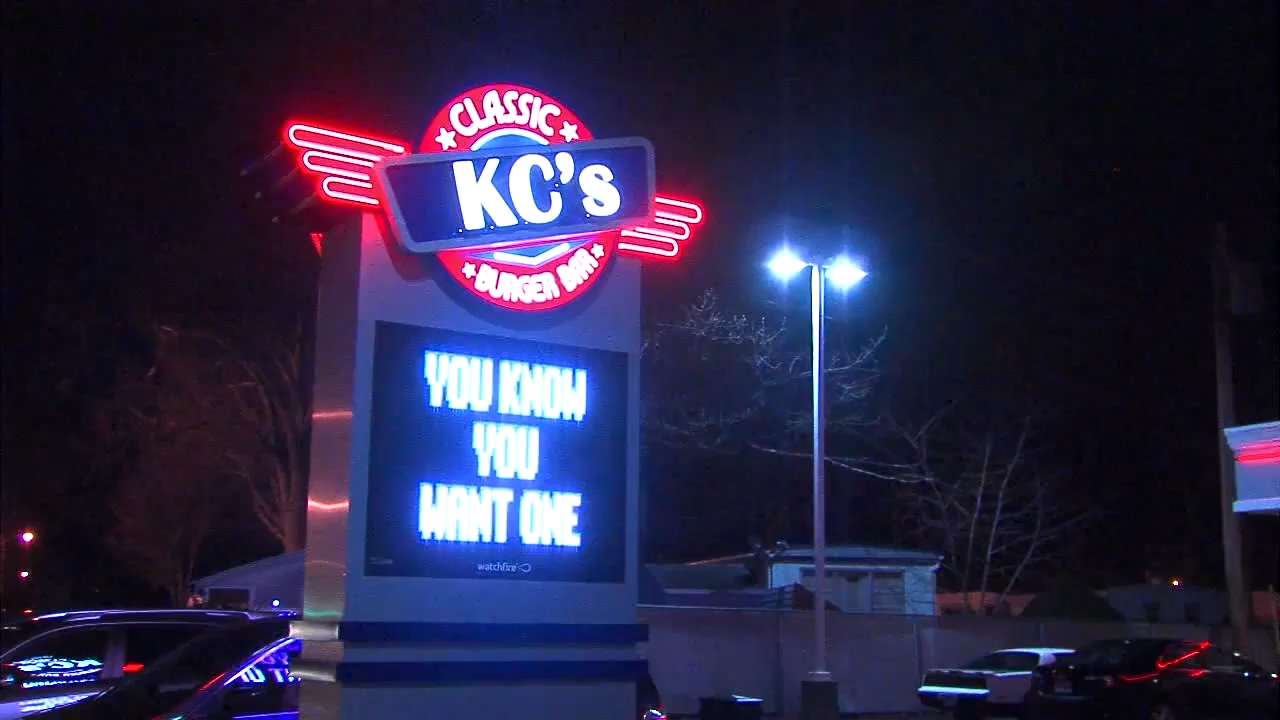 CLASSIC
KC's
BURGER BAR
YOU KNOW
YOU
WANT ONE
watchfire